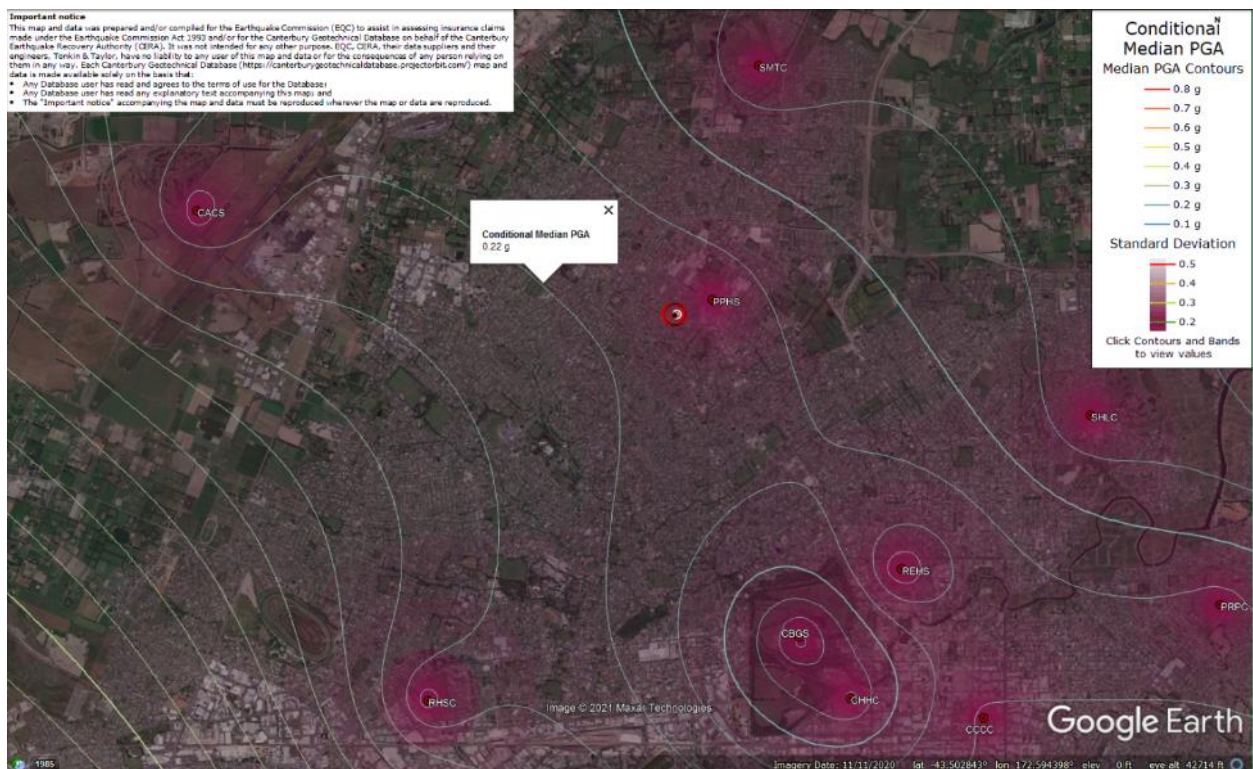 Important notice
This map and data was prepared and/or compiled for the Earthquake Commission (EQC) to assist in assessing insurance claims
made under the Earthquake Commission Act 1993 and/or for the Canterbury Geotechnical Database on behalf of the Canterbury
Earthquake Recovery Authority (CERA). It was not intended for any other purpose. EQC, CERA, their data suppliers and their
engineers, Tonkin & Taylor, have no liability to any user of this map and data or for the consequences of any person relying on
them in any way. Each Canterbury Geotechnical Database (https://canterburygeotechnicaldatabase.projectorbit.com/) map and
data is made available solely on the basis that:
• Any Database user has read and agrees to the terms of use for the Database;
• Any Database user has read any explanatory text accompanying this map; and
• The "Important notice" accompanying the map and data must be reproduced wherever the map or data are reproduced.
N
Conditional
Median PGA
Median PGA Contours
0.8 g
0.7 g
0.6 g
0.5 g
0.4 g
0.3 g
0.2 g
0.1 g
Standard Deviation
0.5
0.4
0.3
0.2
Click Contours and Bands
to view values
SMTC
CACS
Conditional Median PGA
0.22 g
PPHS
SHLC
REHS
PRPC
CBGS
RHSC
CHHC
CCCC
Image © 2021 Maxar Technologies
Google Earth
1985
Imagery Date: 11/11/2020 lat -43.502843° lon 172.594398° elev 0 ft eye alt 42714 ft